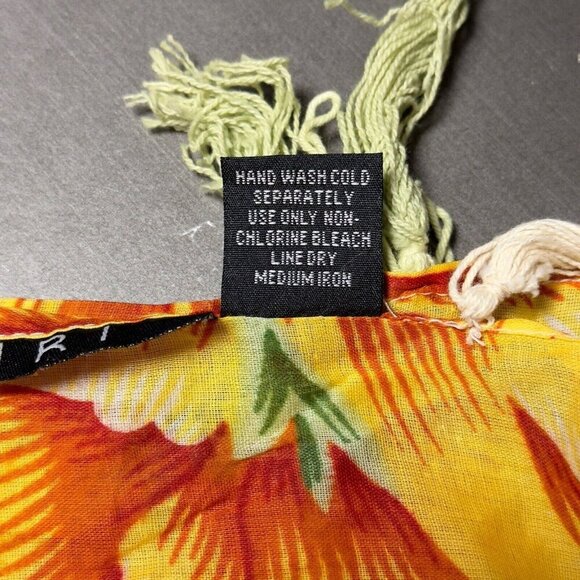 HAND WASH COLD
SEPARATELY
USE ONLY NON-
CHLORINE BLEACH
LINE DRY
MEDIUM IRON